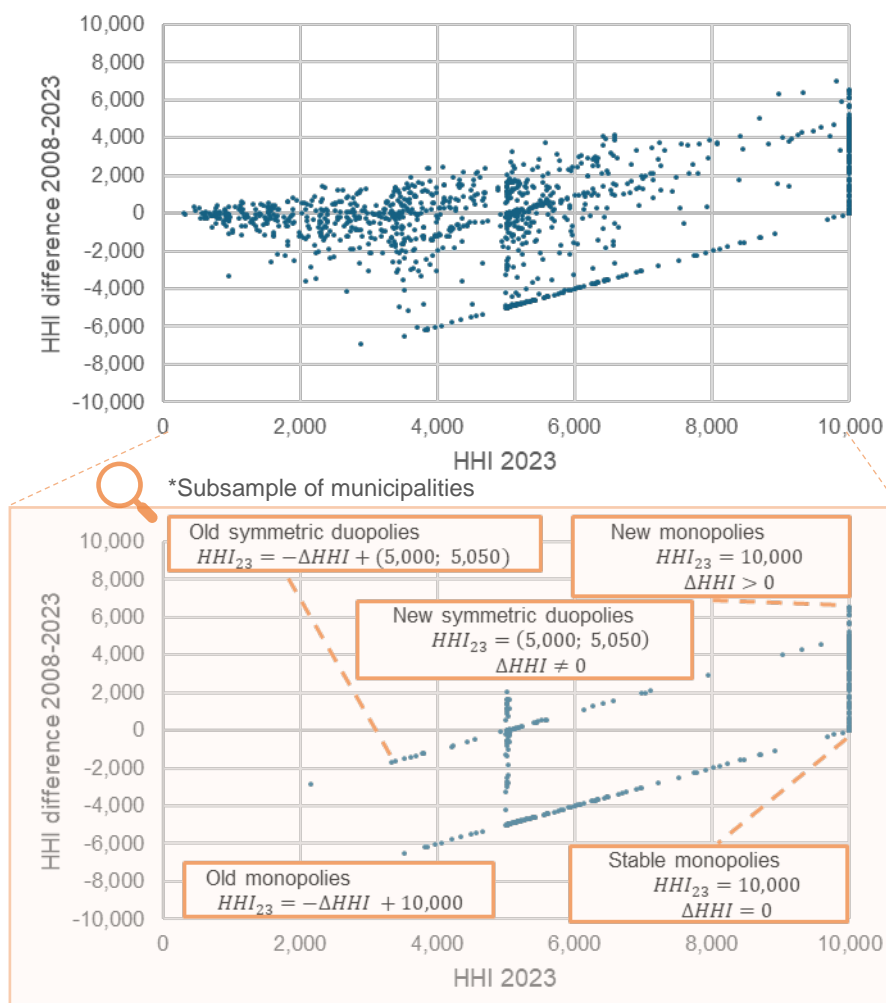 10,000
8,000
6,000
4,000
2,000
0
-2,000
-4,000
-6,000
-8,000
-10,000
HHI difference 2008-2023
0 2,000 4,000 6,000 8,000 10,000
HHI 2023
*Subsample of municipalities
10,000
8,000
6,000
4,000
2,000
0
-2,000
-4,000
-6,000
-8,000
-10,000
HHI difference 2008-2023
Old symmetric duopolies
HHI₂₃ = −ΔHHI + (5,000; 5,050)
New monopolies
HHI₂₃ = 10,000
ΔHHI > 0
New symmetric duopolies
HHI₂₃ = (5,000; 5,050)
ΔHHI ≠ 0
Old monopolies
HHI₂₃ = −ΔHHI + 10,000
Stable monopolies
HHI₂₃ = 10,000
ΔHHI = 0
0 2,000 4,000 6,000 8,000 10,000
HHI 2023